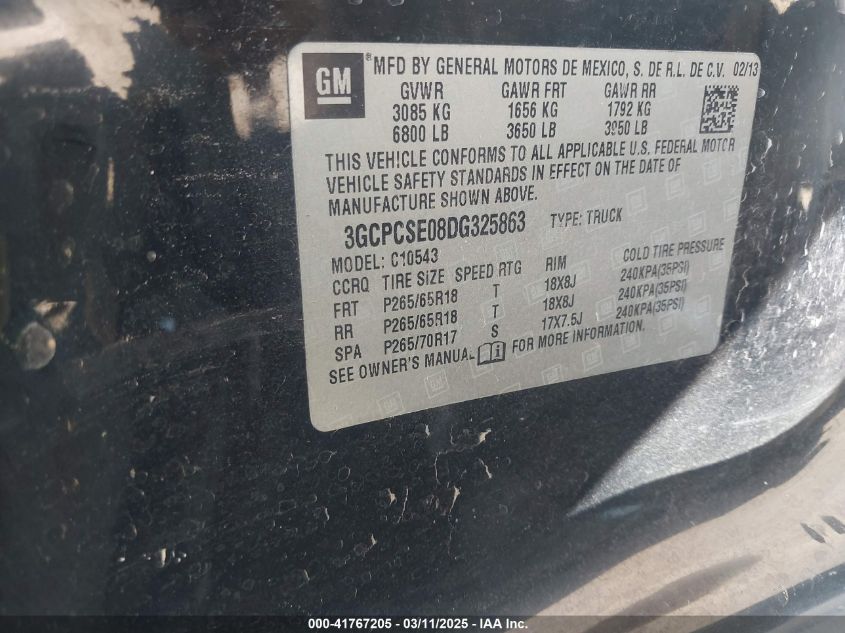 GM ® MFD BY GENERAL MOTORS DE MEXICO, S. DE R.L. DE C.V. 02/13
GVWR GAWR FRT GAWR RR
3085 KG 1656 KG 1792 KG
6800 LB 3650 LB 3950 LB
THIS VEHICLE CONFORMS TO ALL APPLICABLE U.S. FEDERAL MOTOR
VEHICLE SAFETY STANDARDS IN EFFECT ON THE DATE OF
MANUFACTURE SHOWN ABOVE.
3GCPCSE08DG325863 TYPE: TRUCK
MODEL: C10543
CCRQ TIRE SIZE SPEED RTG RIM COLD TIRE PRESSURE
FRT P265/65R18 T 18X8J 240KPA(35PSI)
RR P265/65R18 T 18X8J 240KPA(35PSI)
SPA P265/70R17 S 17X7.5J 240KPA(35PSI)
SEE OWNER'S MANUAL FOR MORE INFORMATION.
000-41767205 - 03/11/2025 - IAA Inc.